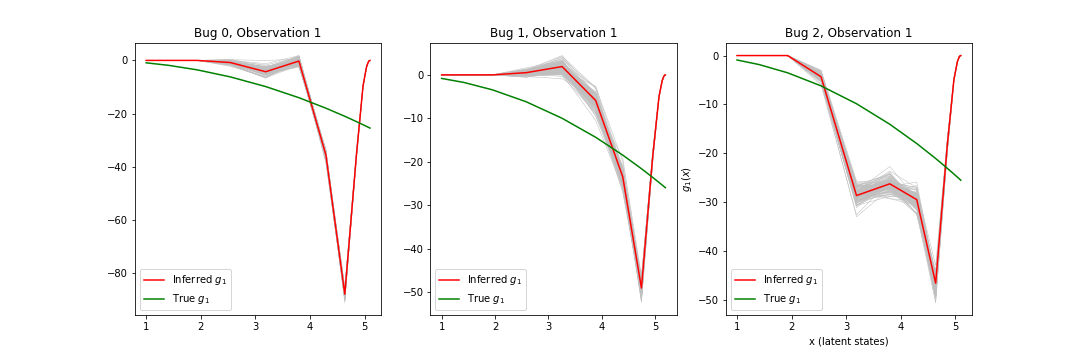 Bug 0, Observation 1
0
−20
−40
−60
−80
Inferred g₁
True g₁
1 2 3 4 5
Bug 1, Observation 1
0
−10
−20
−30
−40
−50
Inferred g₁
True g₁
1 2 3 4 5
Bug 2, Observation 1
g₁(x)
0
−10
−20
−30
−40
−50
Inferred g₁
True g₁
1 2 3 4 5
x (latent states)